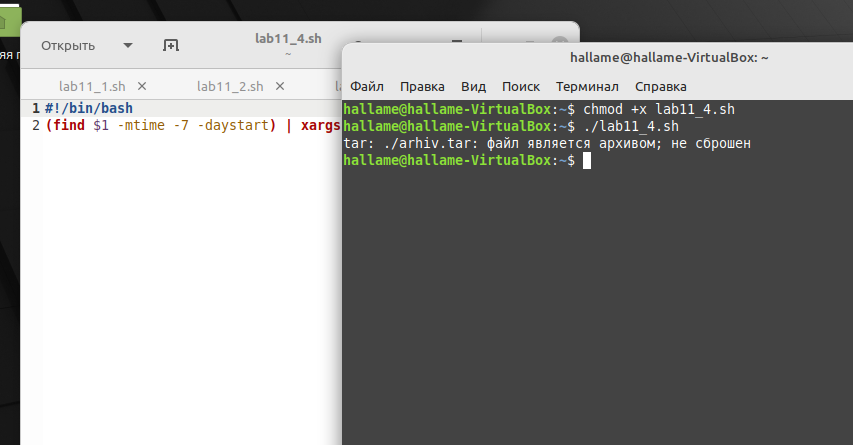 яя п
Открыть
lab11_4.sh
~
lab11_1.sh ×
lab11_2.sh ×
1 #!/bin/bash
2 (find $1 -mtime -7 -daystart) | xargs
hallame@hallame-VirtualBox: ~
Файл Правка Вид Поиск Терминал Справка
hallame@hallame-VirtualBox:~$ chmod +x lab11_4.sh
hallame@hallame-VirtualBox:~$ ./lab11_4.sh
tar: ./arhiv.tar: файл является архивом; не сброшен
hallame@hallame-VirtualBox:~$